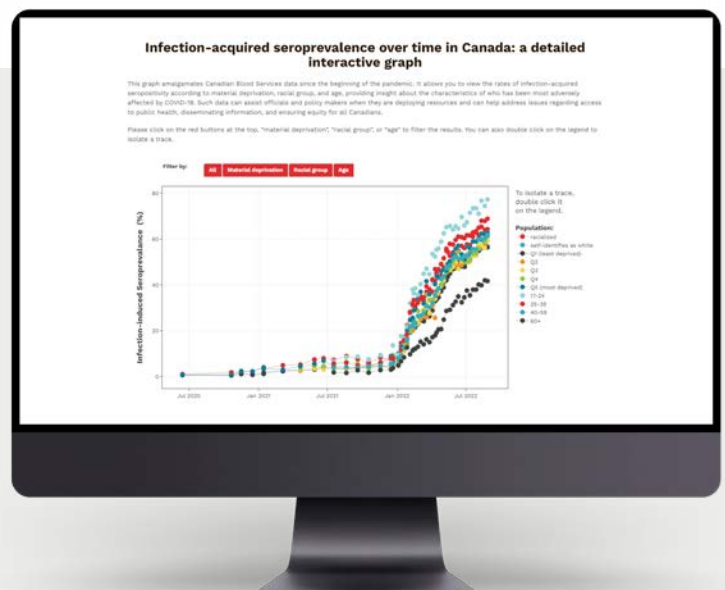 Infection-acquired seroprevalence over time in Canada: a detailed
interactive graph
This graph amalgamates Canadian Blood Services data since the beginning of the pandemic. It allows you to view the rates of infection-acquired
seropositivity according to material deprivation, racial group, and age, providing insight about the characteristics of who has been most adversely
affected by COVID-19. Such data can assist officials and policy makers when they are deploying resources and can help address issues regarding access
to public health, disseminating information, and ensuring equity for all Canadians.
Please click on the red buttons at the top, "material deprivation", "racial group", or "age" to filter the results. You can also double click on the legend to
isolate a trace.
Filter by:
All Material deprivation Racial group Age
To isolate a trace,
double click it
on the legend.
Population:
racialized
self-identifies as white
Q1 (least deprived)
Q2
Q3
Q4
Q5 (most deprived)
17-24
25-39
40-59
60+
Infection-induced Seroprevalance (%)
80
60
40
20
0
Jul 2020 Jan 2021 Jul 2021 Jan 2022 Jul 2022